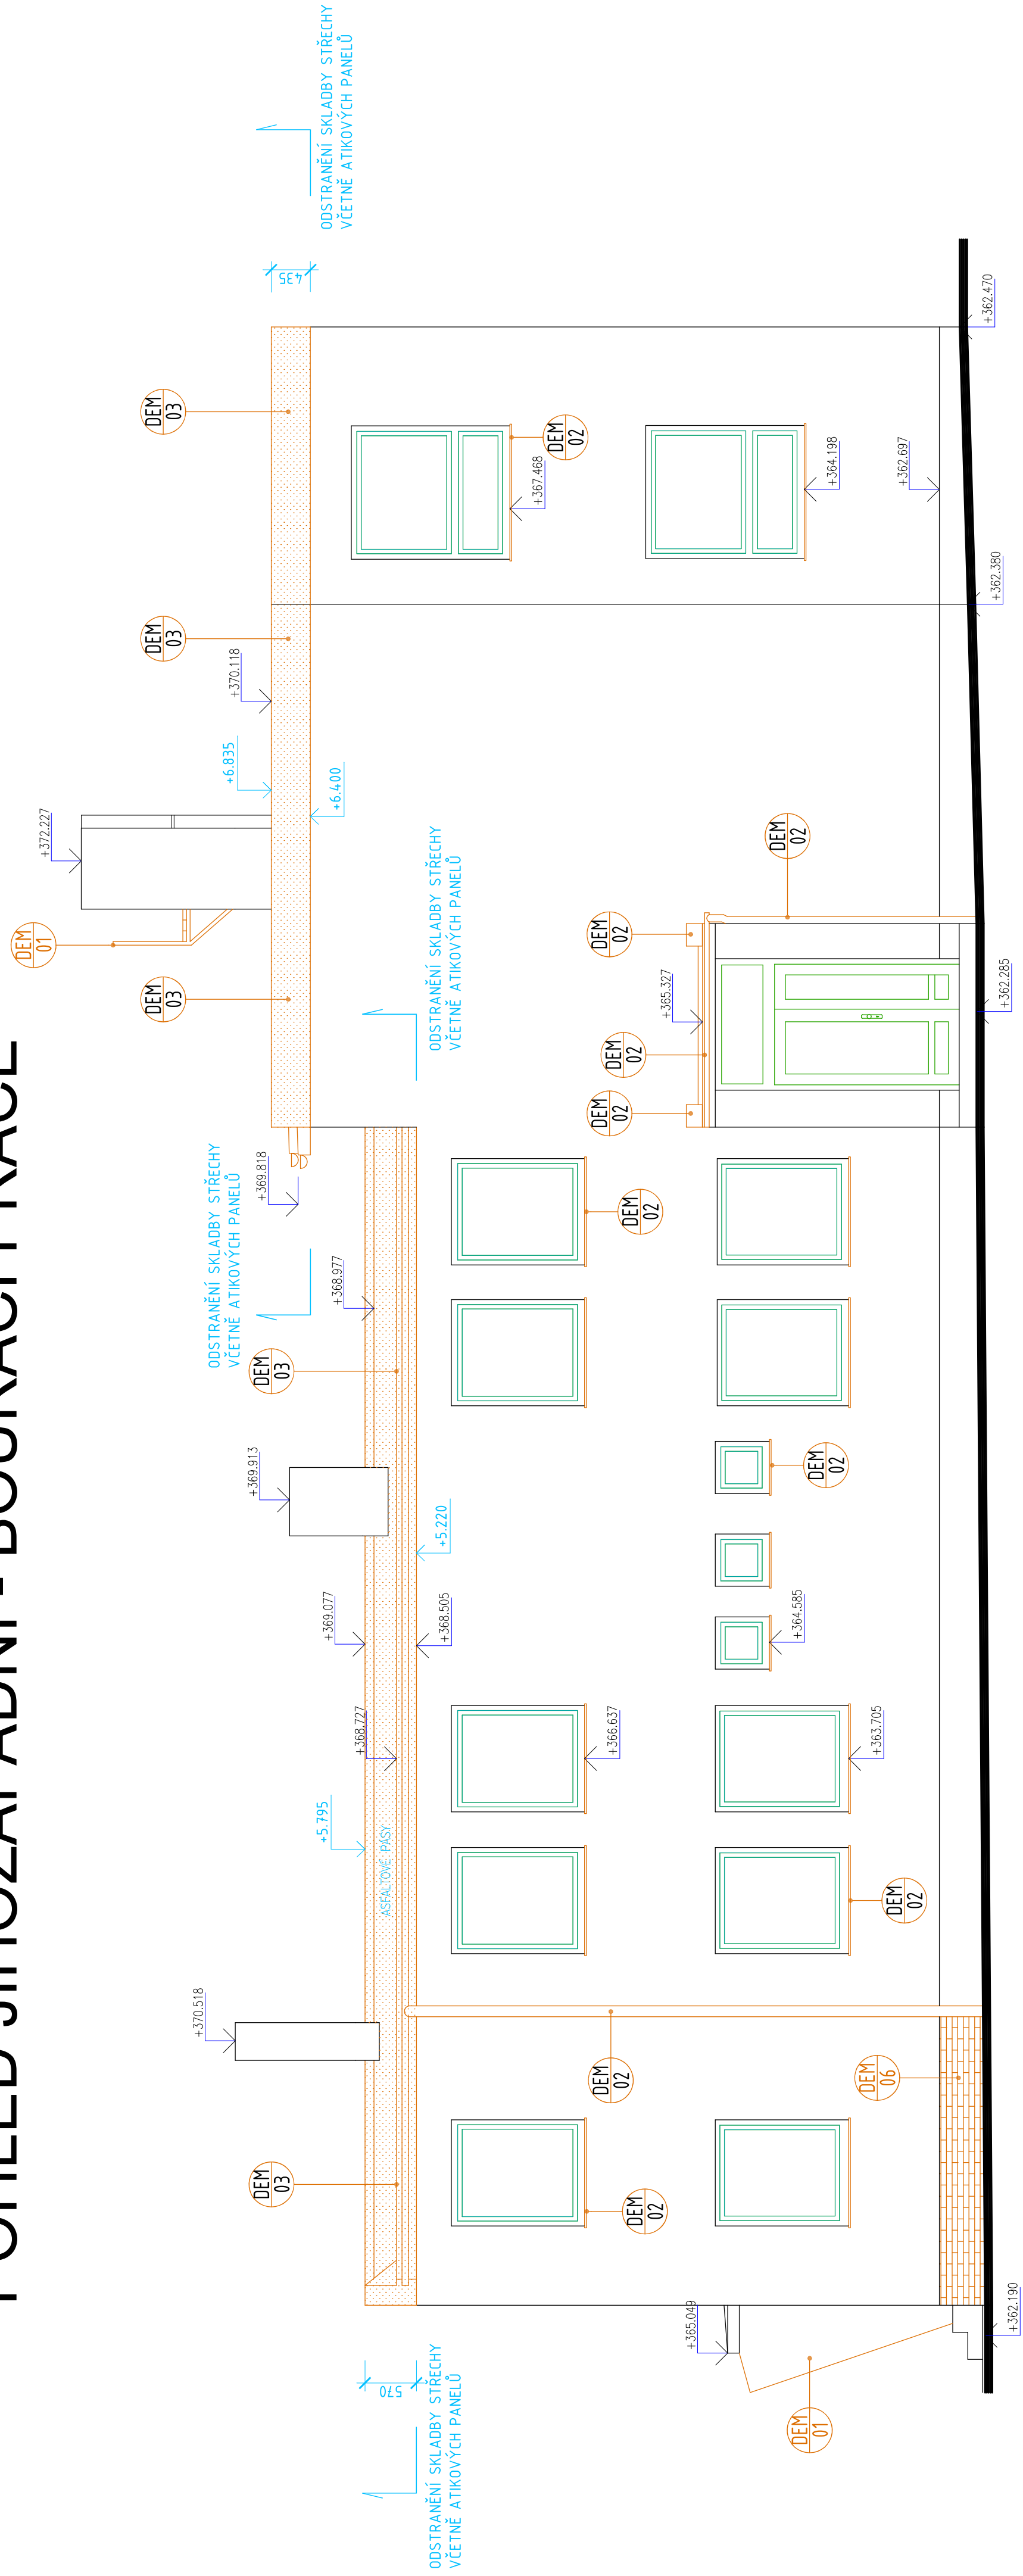 POHLED JIHOZÁPADNÍ - BOURACÍ PRÁCE
DEM
01
+372.227
DEM
03
DEM
03
DEM
03
+370.518
ODSTRANĚNÍ SKLADBY STŘECHY
VČETNĚ ATIKOVÝCH PANELŮ
+6.835
+370.118
+369.913
+369.818
DEM
03
DEM
03
435
+5.795
+369.077
+368.977
+6.400
ODSTRANĚNÍ SKLADBY STŘECHY
VČETNĚ ATIKOVÝCH PANELŮ
+368.727
ASFALTOVÉ PÁSY
570
ODSTRANĚNÍ SKLADBY STŘECHY
VČETNĚ ATIKOVÝCH PANELŮ
+368.505
+5.220
ODSTRANĚNÍ SKLADBY STŘECHY
VČETNĚ ATIKOVÝCH PANELŮ
+367.468
DEM
02
DEM
02
DEM
02
+366.637
DEM
02
DEM
02
DEM
02
DEM
02
+365.327
+365.049
DEM
02
DEM
01
+364.585
DEM
02
+364.198
DEM
06
+363.705
DEM
02
+362.697
+362.190
+362.285
+362.380
+362.470